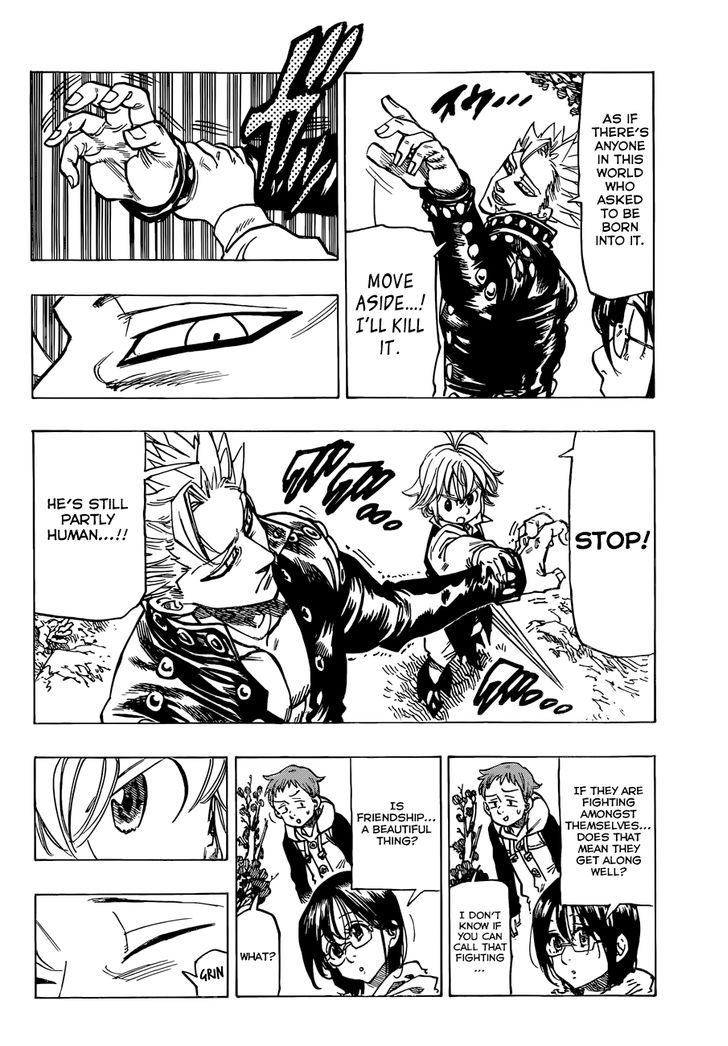 AS IF
THERE'S
ANYONE
IN THIS
WORLD
WHO
ASKED
TO BE
BORN
INTO IT.
MOVE
ASIDE...!
I'LL KILL
IT.
STOP!
HE'S STILL
PARTLY
HUMAN...!!
IF THEY ARE
FIGHTING
AMONGST
THEMSELVES...
DOES THAT
MEAN THEY
GET ALONG
WELL?
I DON'T
KNOW IF
YOU CAN
CALL THAT
FIGHTING
...
IS
FRIENDSHIP...
A BEAUTIFUL
THING?
WHAT?
GRIN